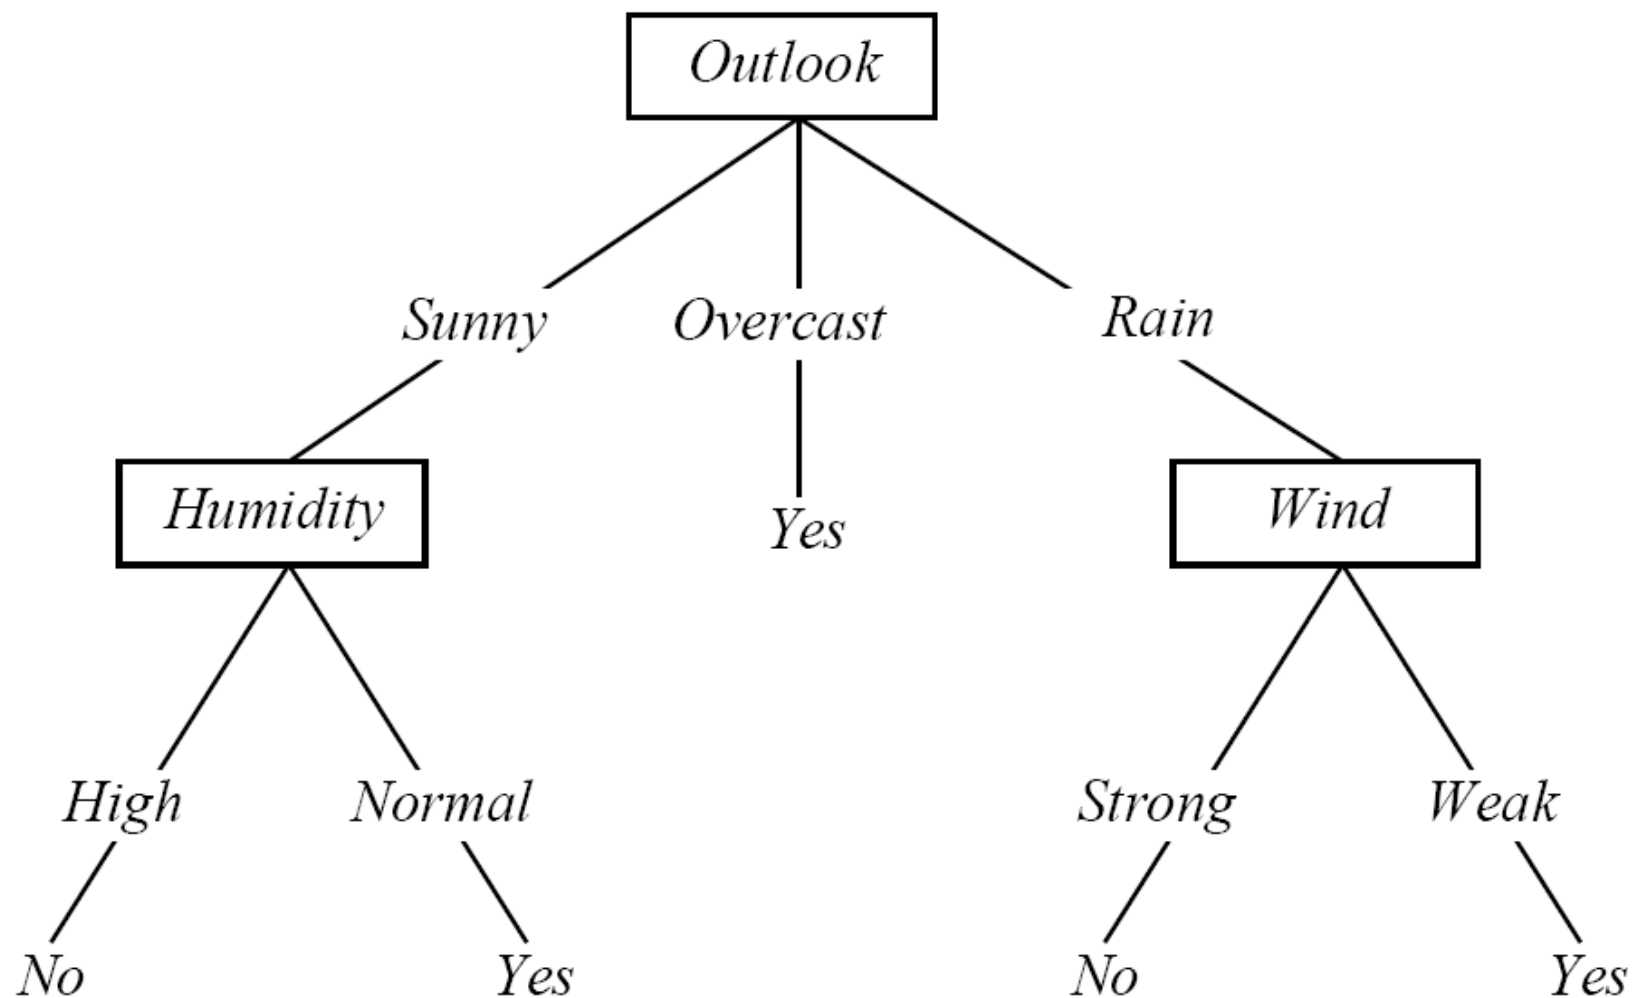 Outlook
Sunny Overcast Rain
Humidity Yes Wind
High Normal Strong Weak
No Yes No Yes